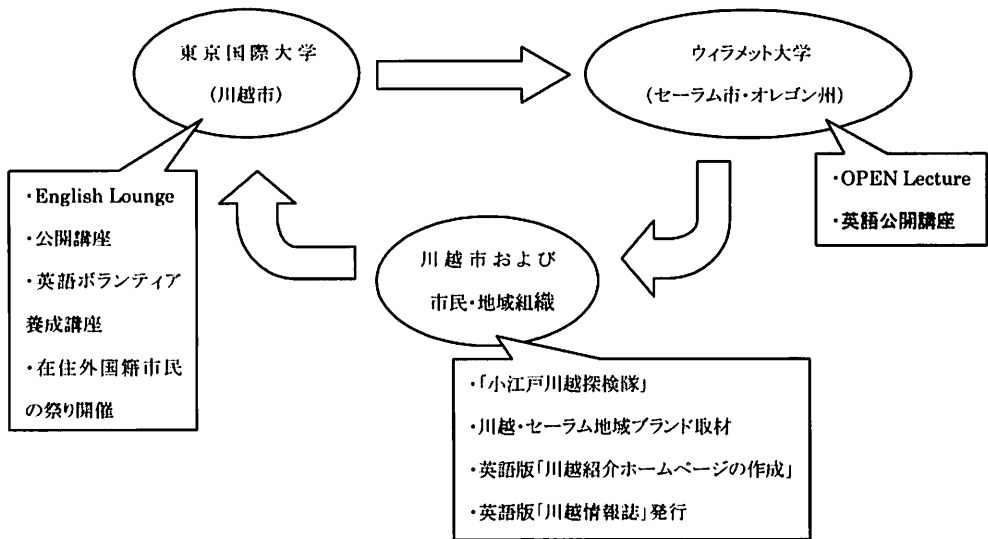 東京国際大学
(川越市)
ウィラメット大学
(セーラム市・オレゴン州)
・English Lounge
・公開講座
・英語ボランティア
養成講座
・在住外国籍市民
の祭り開催
・OPEN Lecture
・英語公開講座
川越市および
市民・地域組織
・「小江戸川越探検隊」
・川越・セーラム地域ブランド取材
・英語版「川越紹介ホームページの作成」
・英語版「川越情報誌」発行